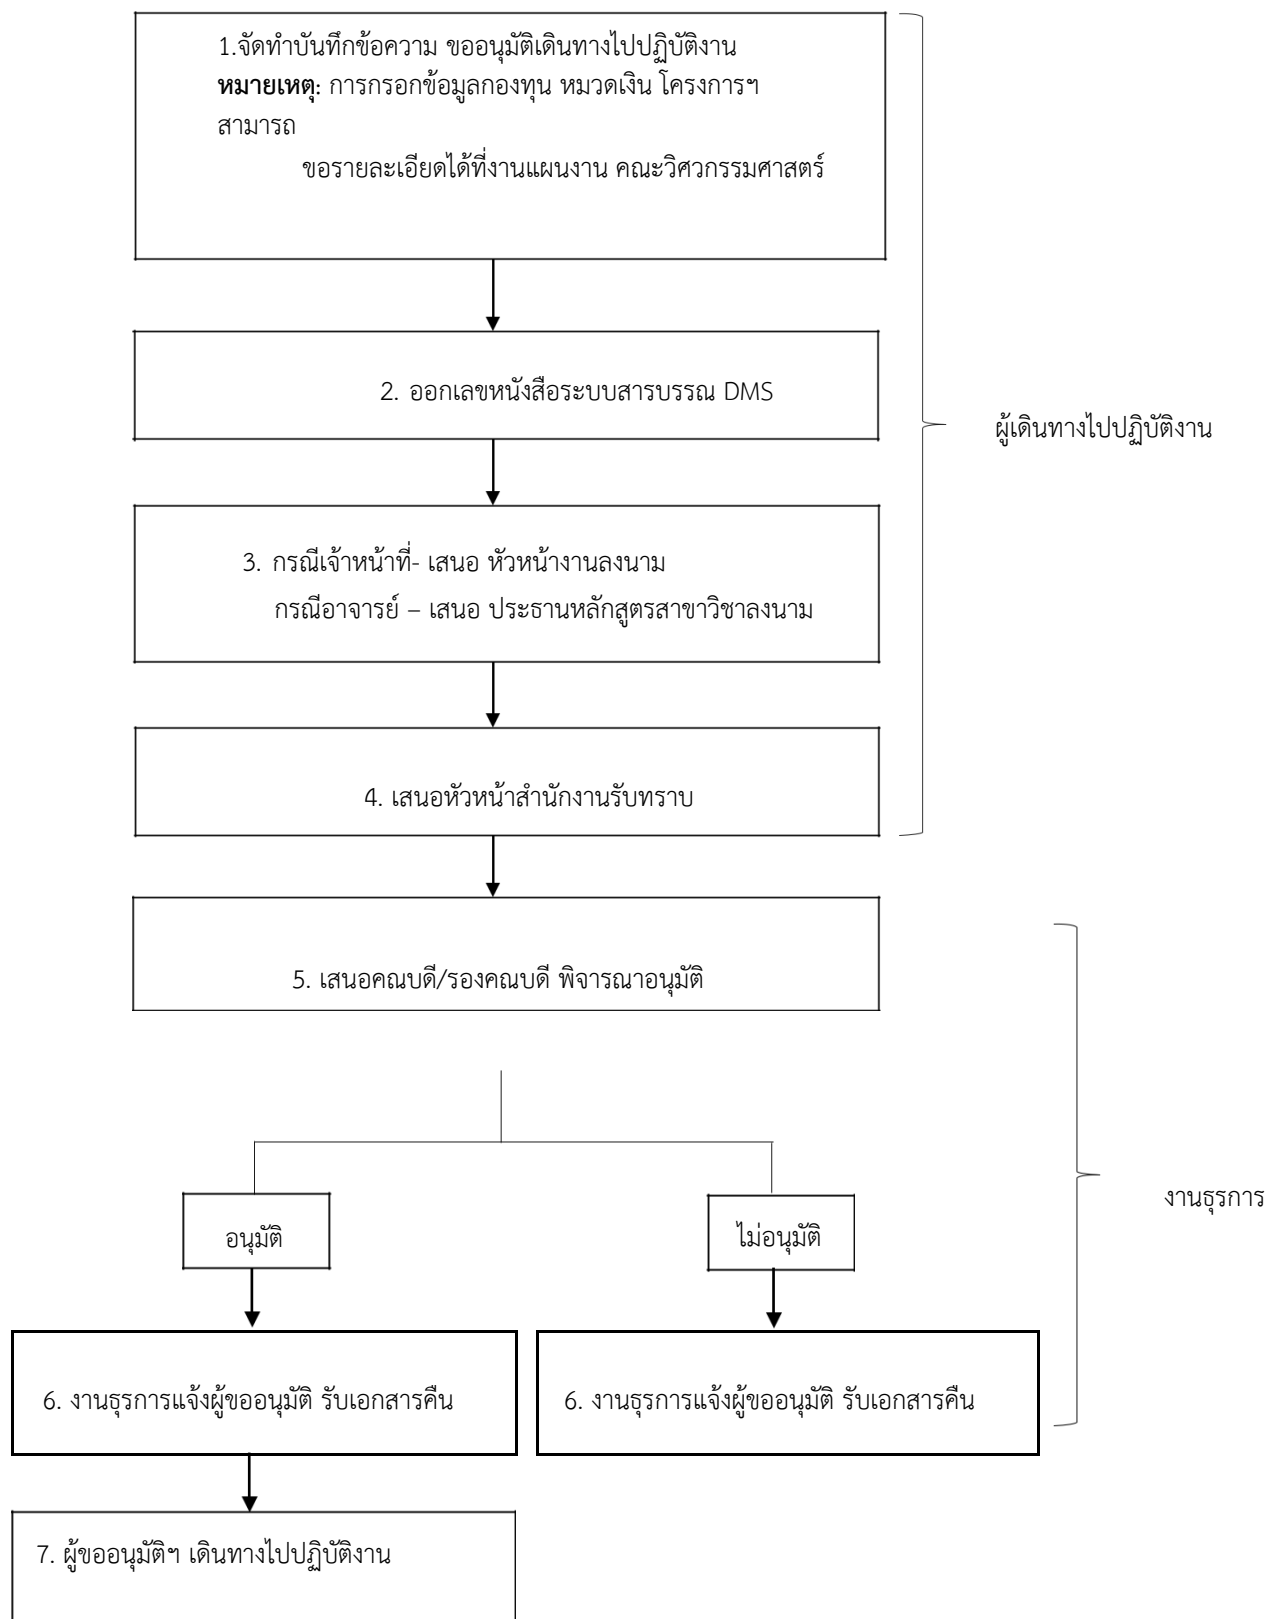 1.จัดทำบันทึกข้อความ ขออนุมัติเดินทางไปปฏิบัติงาน
หมายเหตุ: การกรอกข้อมูลกองทุน หมวดเงิน โครงการฯ
สามารถ
ขอรายละเอียดได้ที่งานแผนงาน คณะวิศวกรรมศาสตร์
2. ออกเลขหนังสือระบบสารบรรณ DMS
ผู้เดินทางไปปฏิบัติงาน
3. กรณีเจ้าหน้าที่- เสนอ หัวหน้างานลงนาม
กรณีอาจารย์ – เสนอ ประธานหลักสูตรสาขาวิชาลงนาม
4. เสนอหัวหน้าสำนักงานรับทราบ
5. เสนอคณบดี/รองคณบดี พิจารณาอนุมัติ
งานธุรการ
อนุมัติ
ไม่อนุมัติ
6. งานธุรการแจ้งผู้ขออนุมัติ รับเอกสารคืน
6. งานธุรการแจ้งผู้ขออนุมัติ รับเอกสารคืน
7. ผู้ขออนุมัติฯ เดินทางไปปฏิบัติงาน